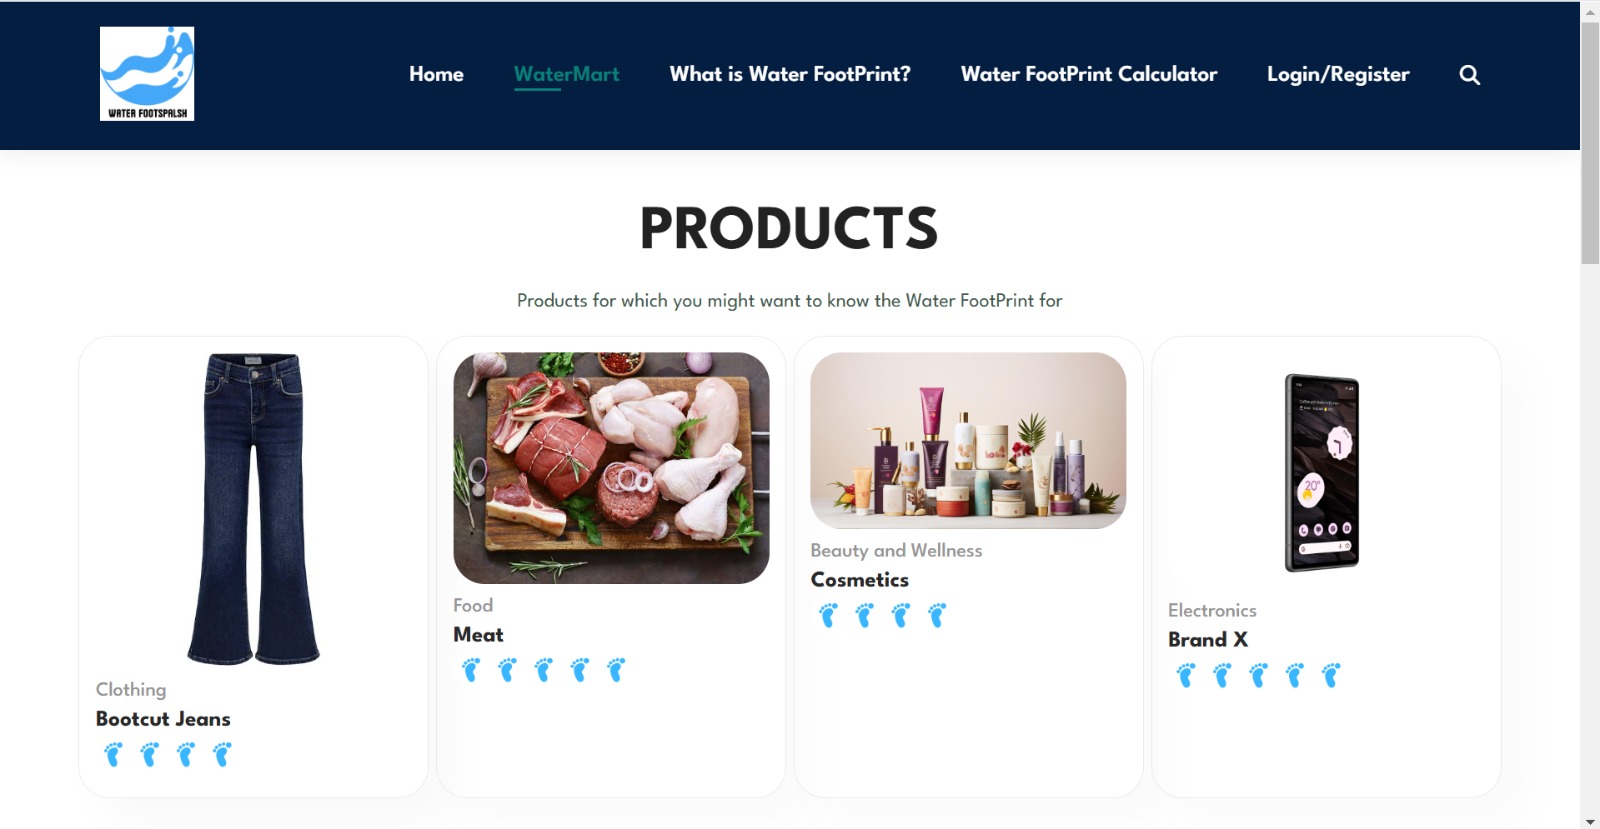 WATER FOOTSPALSH
Home
WaterMart
What is Water FootPrint?
Water FootPrint Calculator
Login/Register
PRODUCTS
Products for which you might want to know the Water FootPrint for
Clothing
Bootcut Jeans
Food
Meat
Beauty and Wellness
Cosmetics
20°
Electronics
Brand X